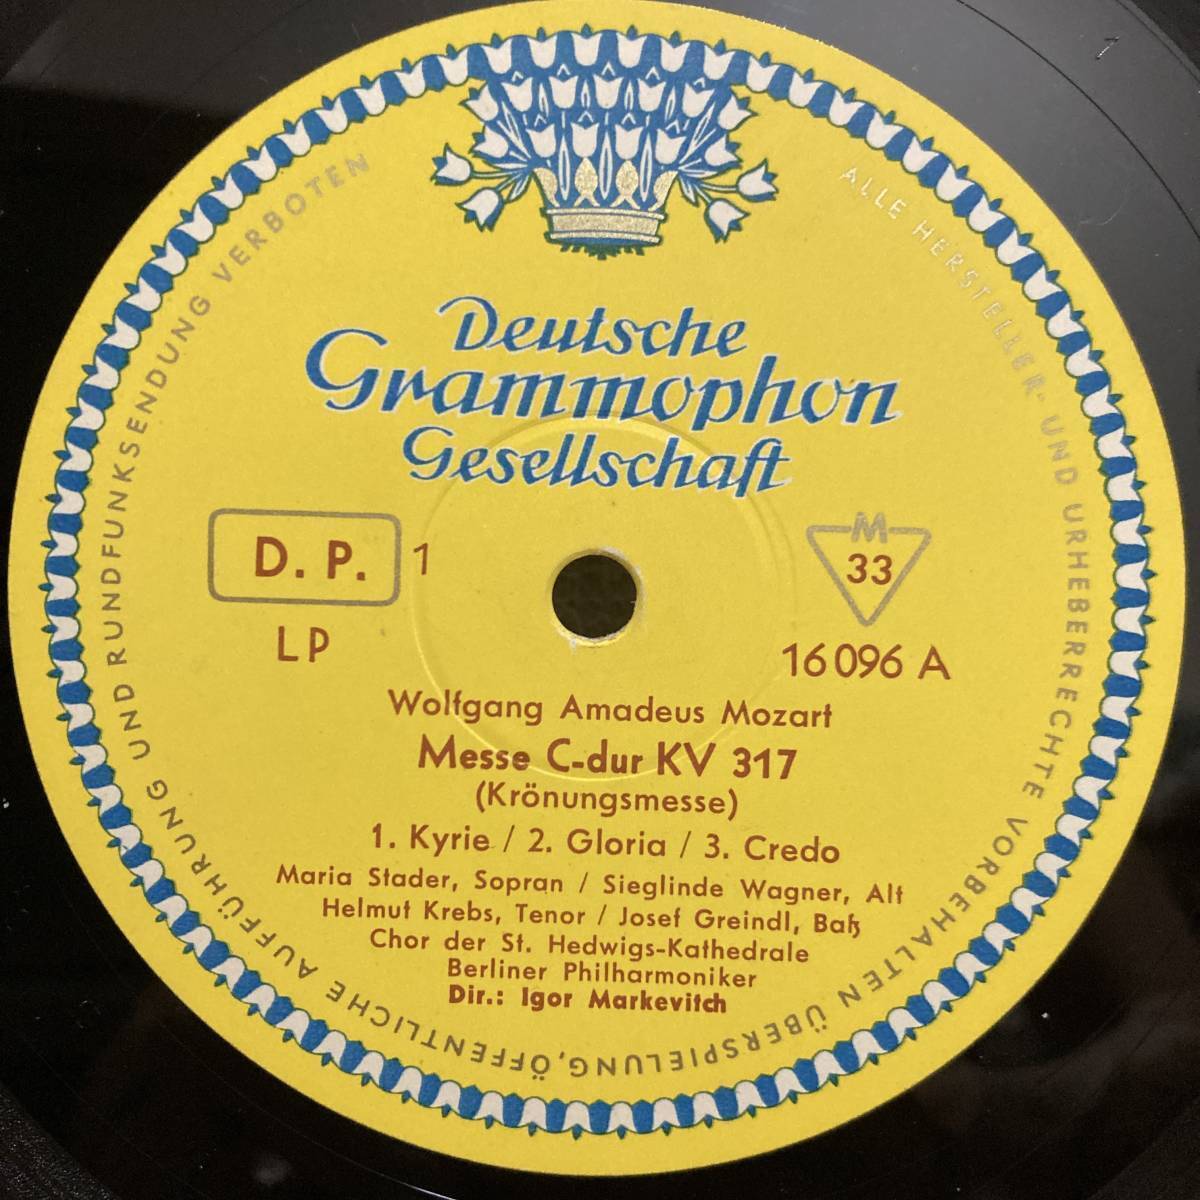 Deutsche
Grammophon
Gesellschaft
D. P. 1
M
33
LP
16 096 A
Wolfgang Amadeus Mozart
Messe C-dur KV 317
(Krönungsmesse)
1. Kyrie / 2. Gloria / 3. Credo
Maria Stader, Sopran / Sieglinde Wagner, Alt
Helmut Krebs, Tenor / Josef Greindl, Baß
Chor der St. Hedwigs-Kathedrale
Berliner Philharmoniker
Dir.: Igor Markevitch
ALLE HERSTELLER- UND URHEBERRECHTE VORBEHALTEN ÜBERSPIELUNG, ÖFFENTLICHE AUFFÜHRUNG UND RUNDFUNKSENDUNG VERBOTEN
1